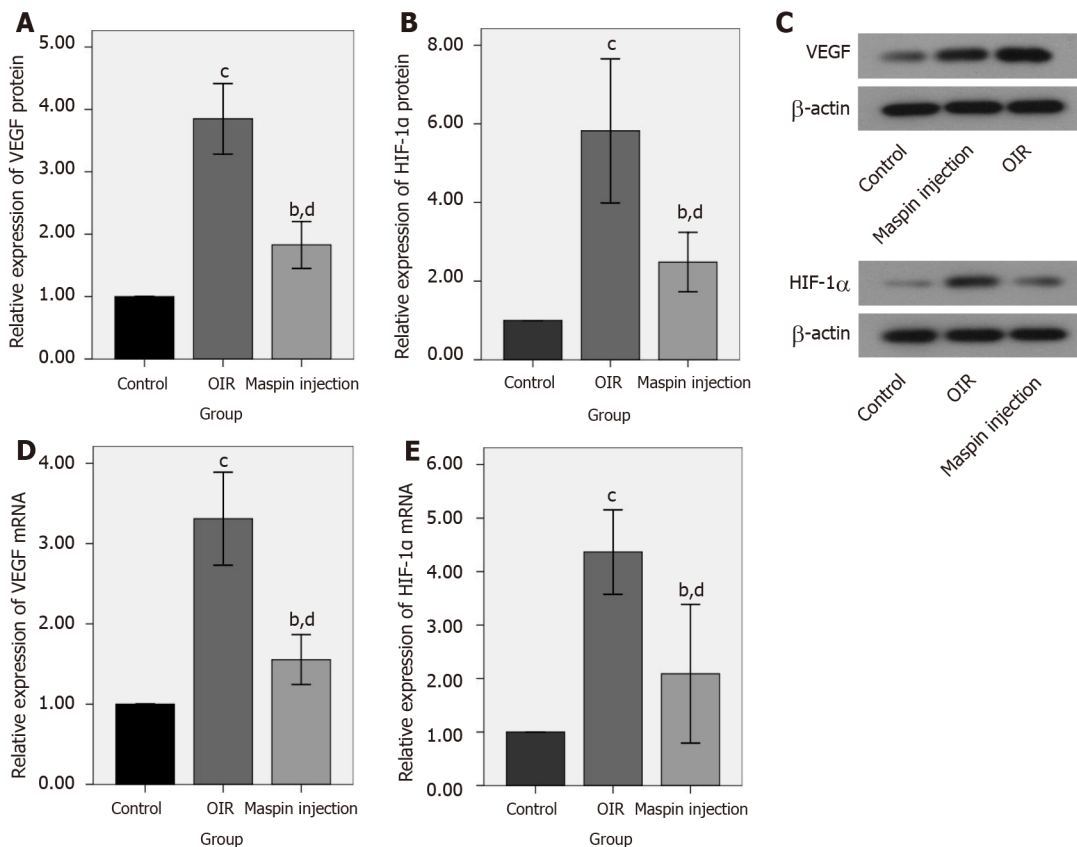 A
Relative expression of VEGF protein
5.00
4.00
3.00
2.00
1.00
0.00
c
b,d
Control
OIR
Maspin injection
Group
B
Relative expression of HIF-1α protein
8.00
6.00
4.00
2.00
0.00
c
b,d
Control
OIR
Maspin injection
Group
C
VEGF
β-actin
Control
Maspin injection
OIR
HIF-1α
β-actin
Control
OIR
Maspin injection
D
Relative expression of VEGF mRNA
4.00
3.00
2.00
1.00
0.00
c
b,d
Control
OIR
Maspin injection
Group
E
Relative expression of HIF-1α mRNA
6.00
5.00
4.00
3.00
2.00
1.00
0.00
c
b,d
Control
OIR
Maspin injection
Group